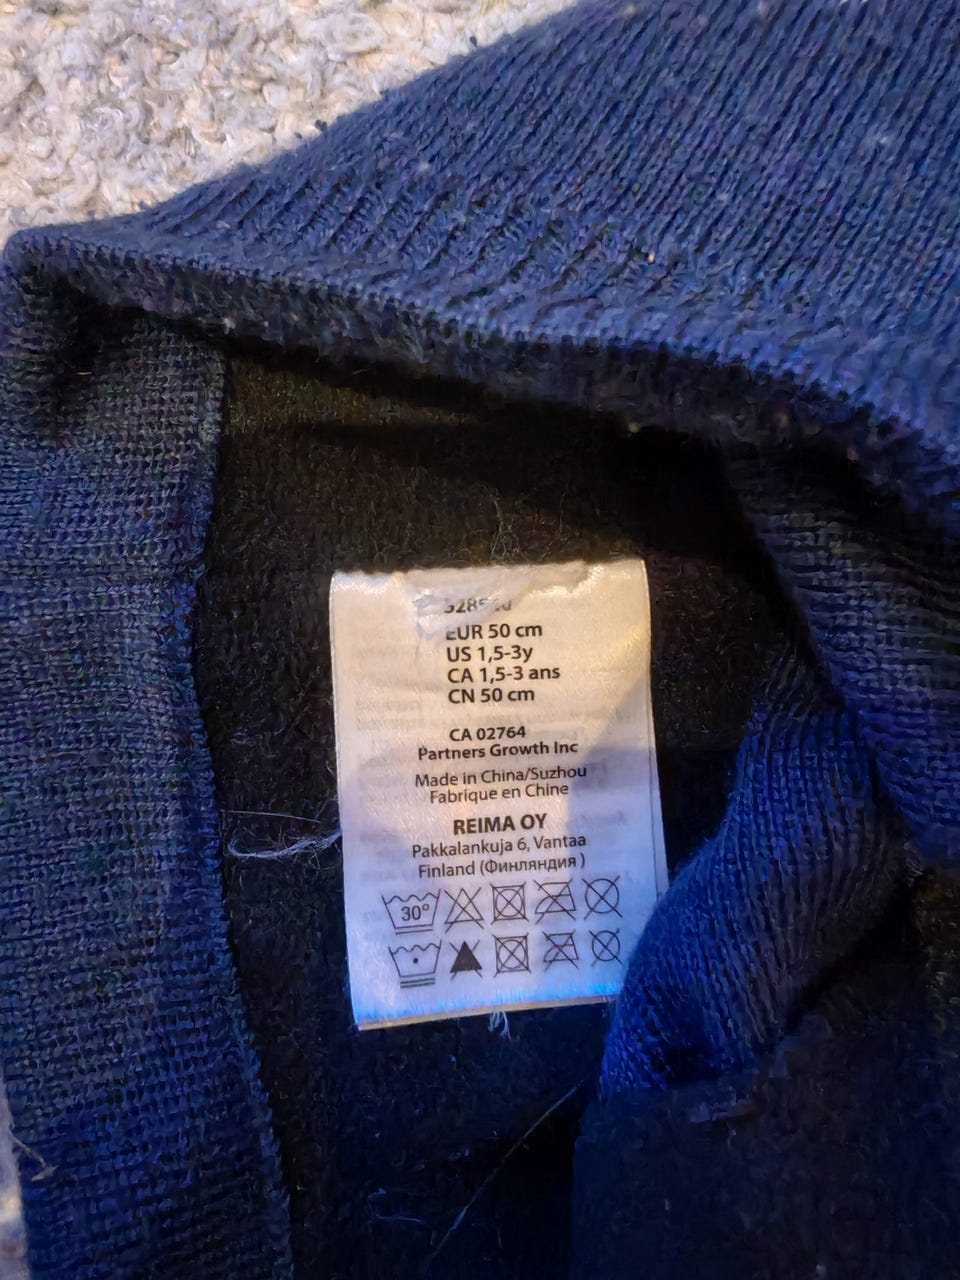 EUR 50 cm
US 1,5-3y
CA 1,5-3 ans
CN 50 cm
CA 02764
Partners Growth Inc
Made in China/Suzhou
Fabrique en Chine
REIMA OY
Pakkalankuja 6, Vantaa
Finland (Финляндия )
30°